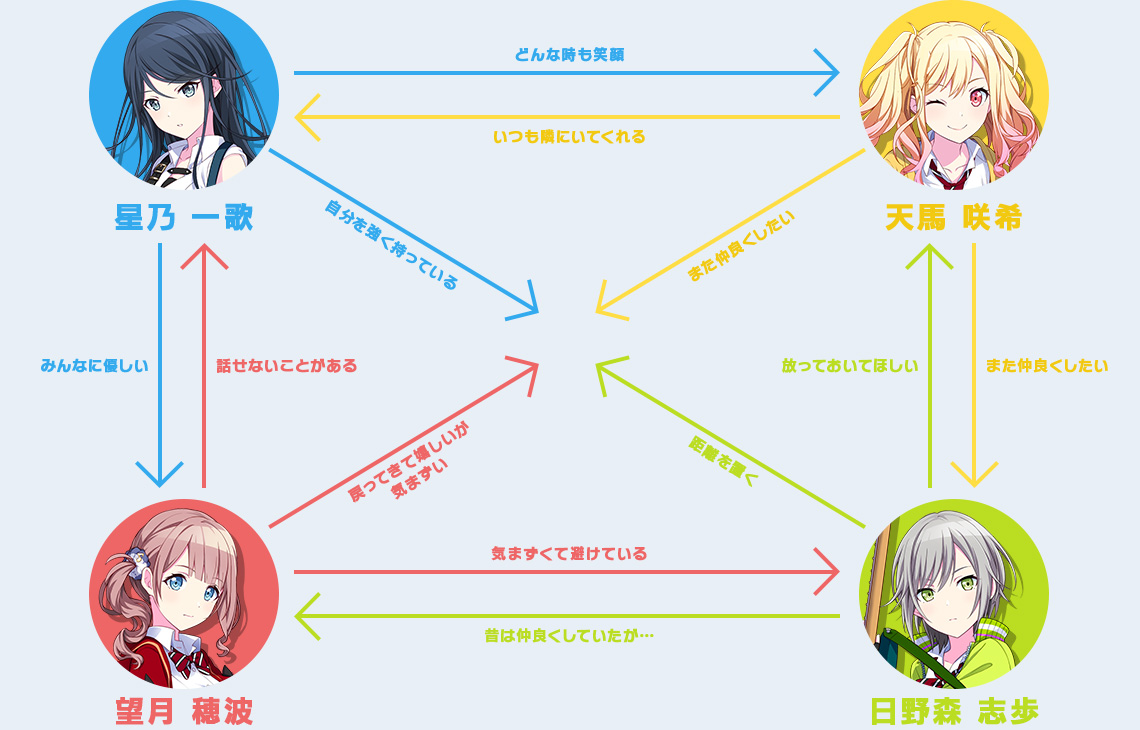 どんな時も笑顔
いつも隣にいてくれる
星乃 一歌
天馬 咲希
自分を強く持っている
また仲良くしたい
みんなに優しい
話せないことがある
放っておいてほしい
また仲良くしたい
戻ってきて嬉しいが
気まずい
距離を置く
気まずくて避けている
昔は仲良くしていたが…
望月 穂波
日野森 志歩